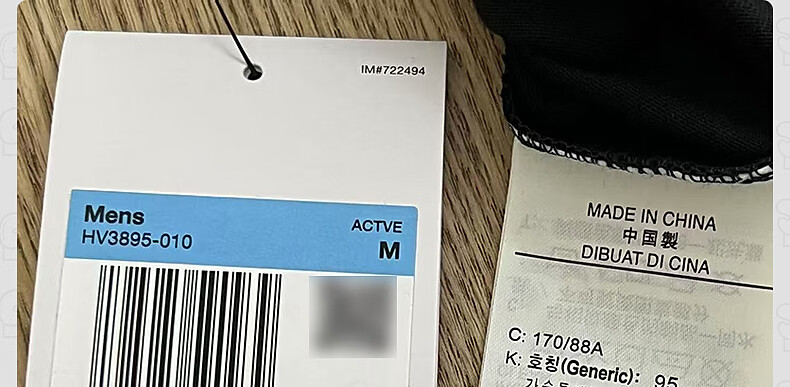 IM#722494
Mens
HV3895-010
ACTVE
M
MADE IN CHINA
中国製
DIBUAT DI CINA
C: 170/88A
K: 호칭(Generic): 95